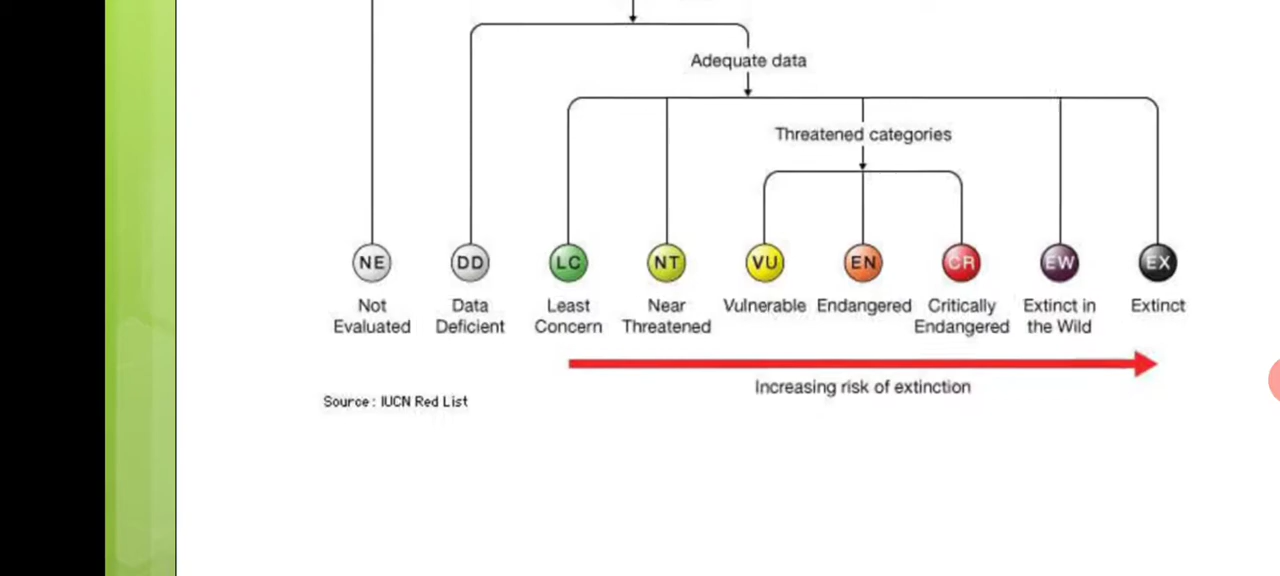 Adequate data
Threatened categories
NE DD LC NT VU EN CR EW EX
Not Evaluated
Data Deficient
Least Concern
Near Threatened
Vulnerable
Endangered
Critically Endangered
Extinct in the Wild
Extinct
Increasing risk of extinction
Source : IUCN Red List